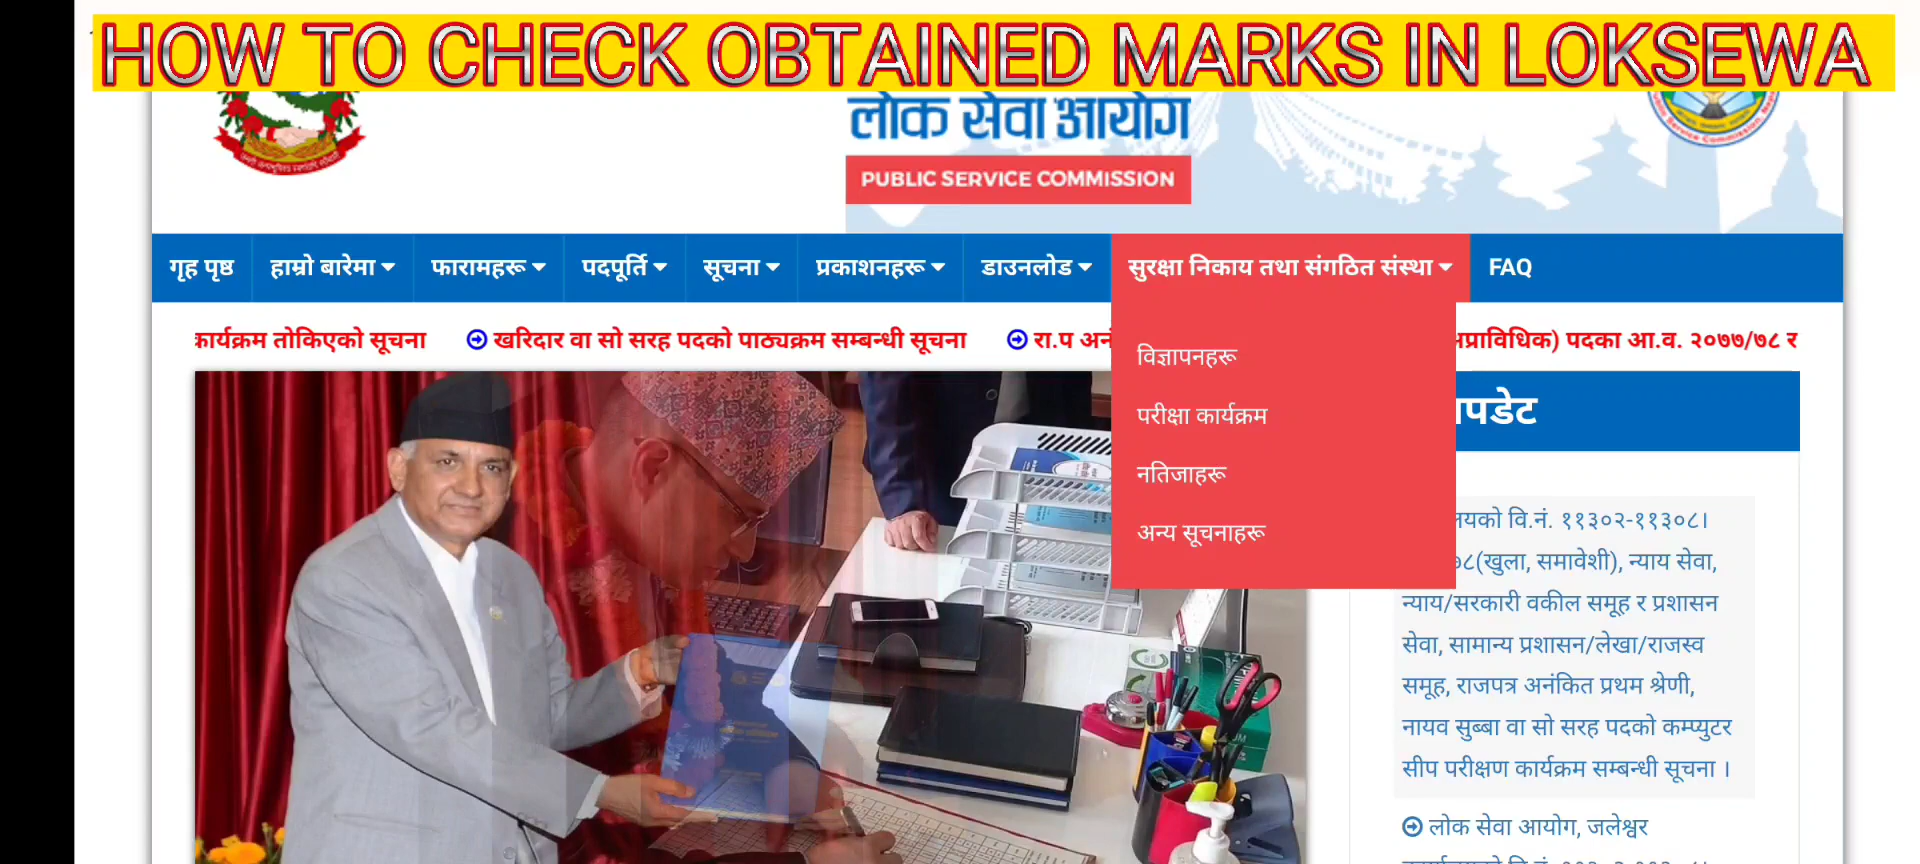 HOW TO CHECK OBTAINED MARKS IN LOKSEWA
लोक सेवा आयोग
PUBLIC SERVICE COMMISSION
गृह पृष्ठ हाम्रो बारेमा फारामहरू पदपूर्ति सूचना प्रकाशनहरू डाउनलोड सुरक्षा निकाय तथा संगठित संस्था FAQ
कार्यक्रम तोकिएको सूचना खरिदार वा सो सरह पदको पाठ्यक्रम सम्बन्धी सूचना रा.प अनं अप्राविधिक) पदका आ.व. २०७७/७८ र
विज्ञापनहरू
परीक्षा कार्यक्रम
नतिजाहरू
अन्य सूचनाहरू
पडेट
लयको वि.नं. ११३०२-११३०८।
७८(खुला, समावेशी), न्याय सेवा,
न्याय/सरकारी वकील समूह र प्रशासन
सेवा, सामान्य प्रशासन/लेखा/राजस्व
समूह, राजपत्र अनंकित प्रथम श्रेणी,
नायव सुब्बा वा सो सरह पदको कम्प्युटर
सीप परीक्षण कार्यक्रम सम्बन्धी सूचना ।
लोक सेवा आयोग, जलेश्वर